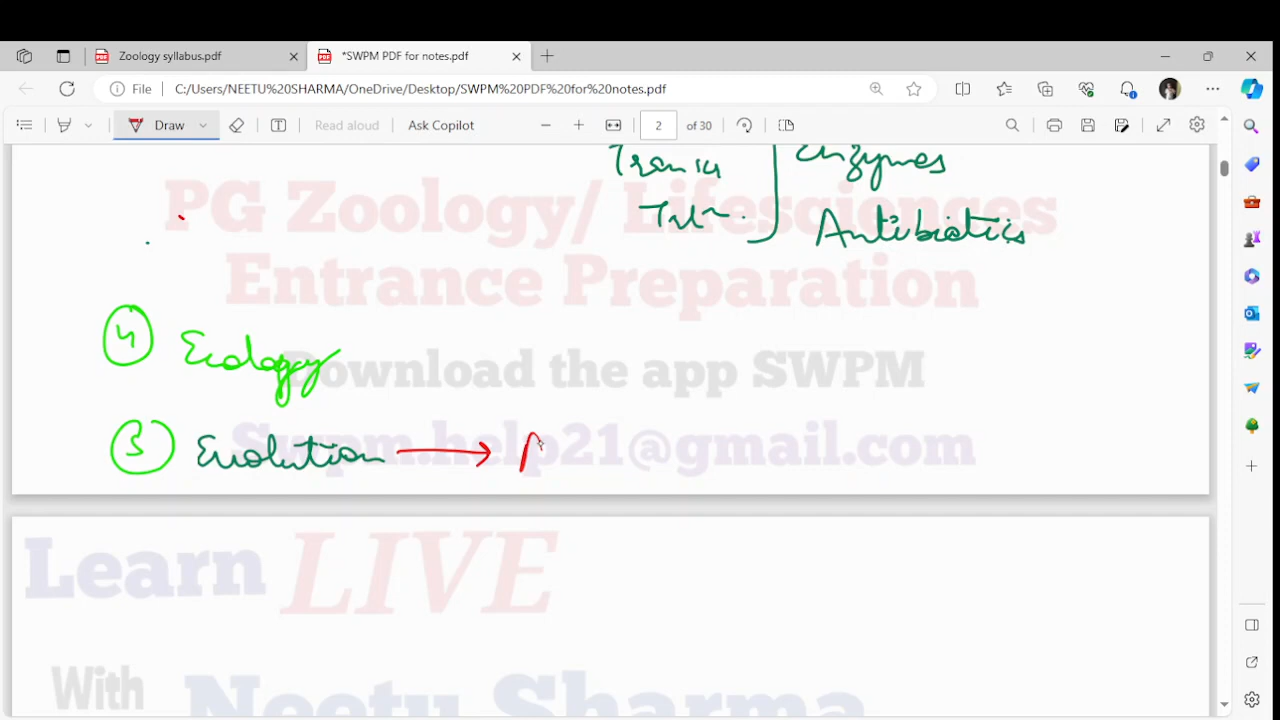 Zoology syllabus.pdf
*SWPM PDF for notes.pdf
File
C:/Users/NEETU%20SHARMA/OneDrive/Desktop/SWPM%20PDF%20for%20notes.pdf
Draw
Read aloud
Ask Copilot
2
of 30
Enzymes
Antibiotics
PG Zoology/ Lifesciences
Entrance Preparation
4 Ecology
Download the app SWPM
5 Evolution
Swpm.help21@gmail.com
Learn LIVE
With Neetu Sharma